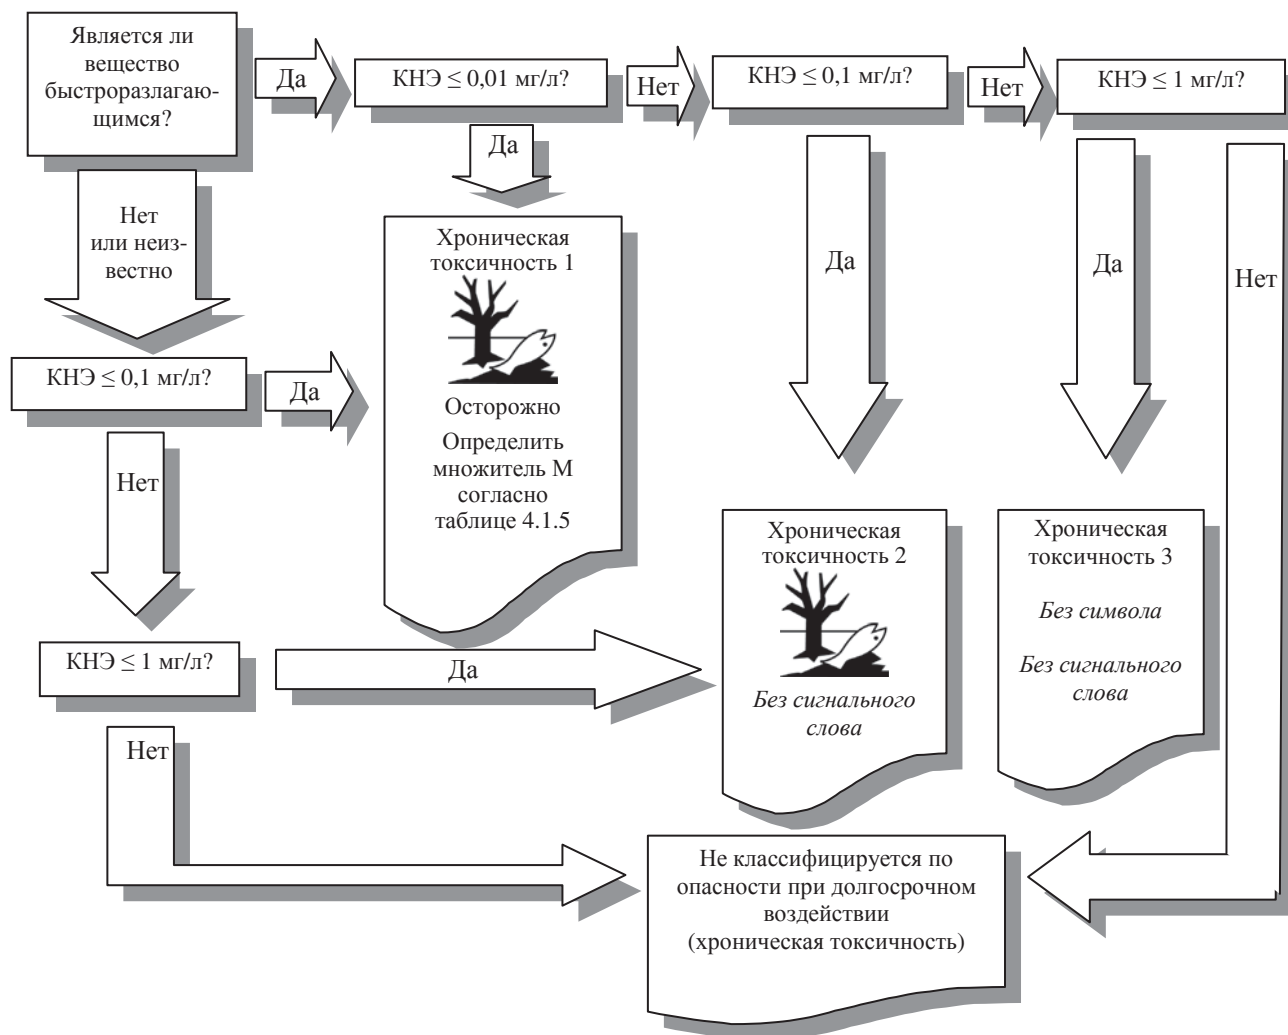 Является ли
вещество
быстроразлагаю-
щимся?
Да
КНЭ ≤ 0,01 мг/л?
Нет
КНЭ ≤ 0,1 мг/л?
Нет
КНЭ ≤ 1 мг/л?
Да
Нет
или неиз-
вестно
Хроническая
токсичность 1
Осторожно
Определить
множитель М
согласно
таблице 4.1.5
Да
Да
Нет
КНЭ ≤ 0,1 мг/л?
Да
Нет
Хроническая
токсичность 2
Без сигнального
слова
Хроническая
токсичность 3
Без символа
Без сигнального
слова
КНЭ ≤ 1 мг/л?
Да
Нет
Не классифицируется по
опасности при долгосрочном
воздействии
(хроническая токсичность)